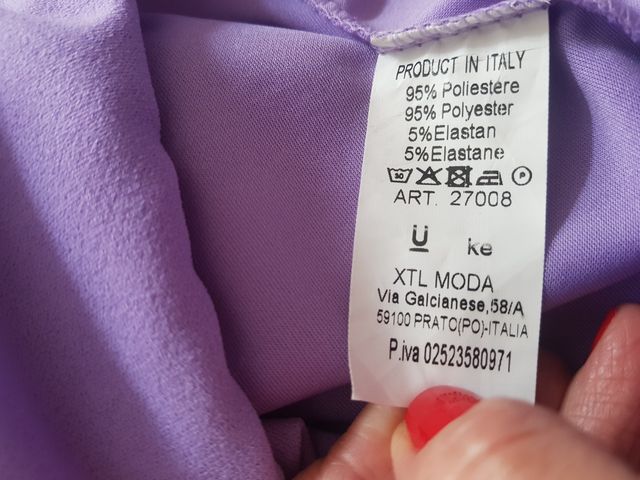 PRODUCT IN ITALY
95% Poliestere
95% Polyester
5%Elastan
5%Elastane
30 P
ART. 27008
Ü ke
XTL MODA
Via Galcianese,58/A
59100 PRATO(PO)-ITALIA
P.iva 02523580971